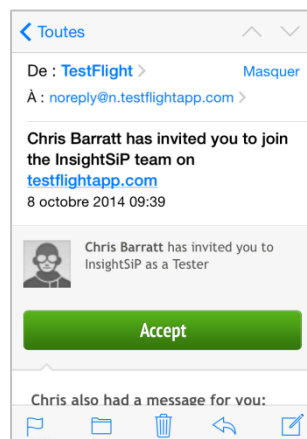 Toutes
De : TestFlight
Masquer
À : noreply@n.testflightapp.com
Chris Barratt has invited you to join
the InsightSiP team on
testflightapp.com
8 octobre 2014 09:39
Chris Barratt has invited you to
InsightSiP as a Tester
Accept
Chris also had a message for you: